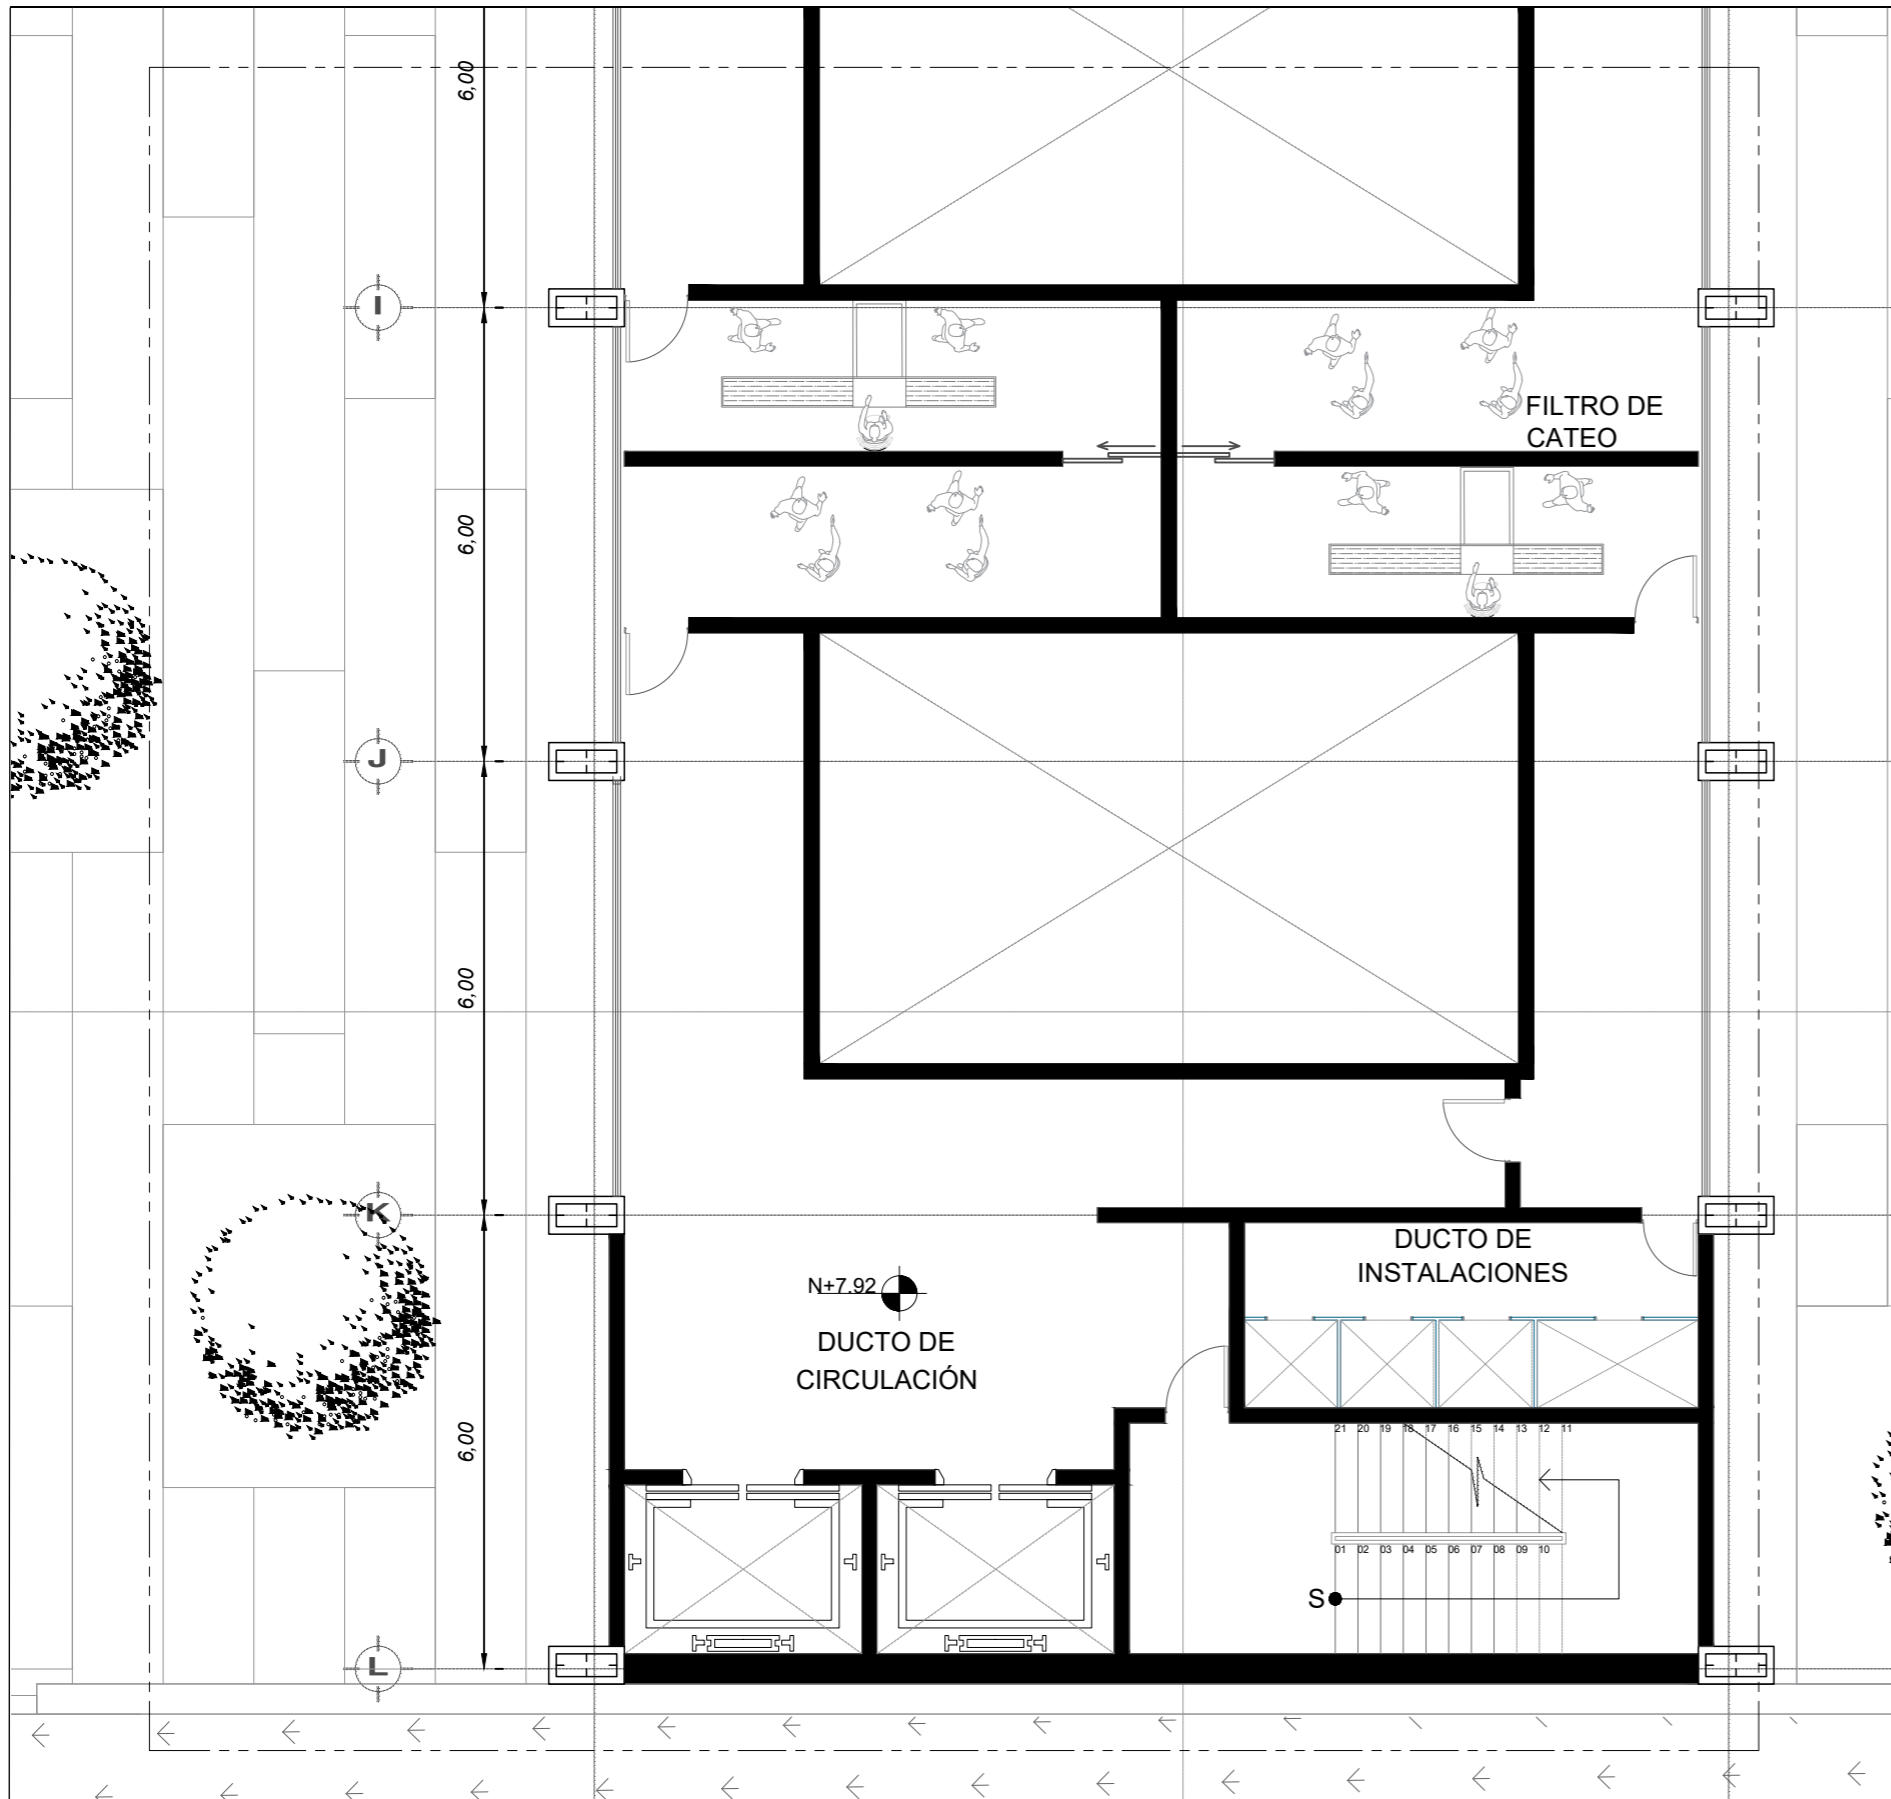 6,00
I
FILTRO DE
CATEO
6,00
J
6,00
K
DUCTO DE
INSTALACIONES
N+7.92
DUCTO DE
CIRCULACIÓN
6,00
21 20 19 18 17 16 15 14 13 12 11
01 02 03 04 05 06 07 08 09 10
S
L